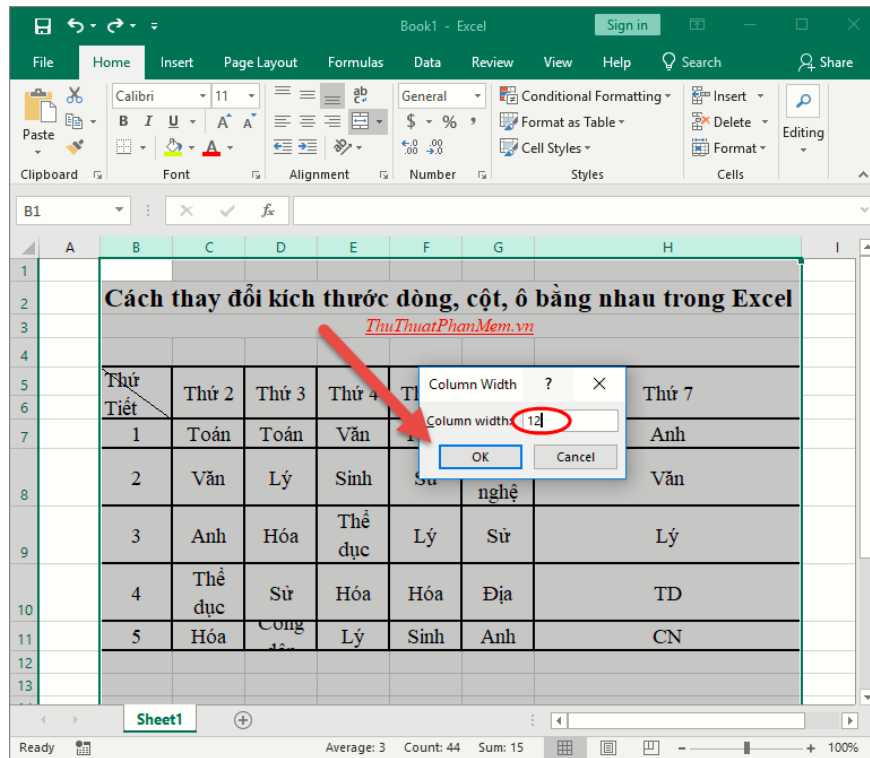 Book1 - Excel Sign in
File Home Insert Page Layout Formulas Data Review View Help Search Share
Calibri 11 ab General Conditional Formatting Insert
Paste B I U A A $ % , Format as Table Delete Editing
A .00 .00 Cell Styles Format
Clipboard Font Alignment Number Styles Cells
B1 fx
A B C D E F G H I
1
2 Cách thay đổi kích thước dòng, cột, ô bằng nhau trong Excel
3 ThuThuatPhanMem.vn
4
Column Width ? ×
Column width: 12
OK Cancel
5 Thứ Thứ 2 Thứ 3 Thứ 4 Thứ 7
6 Tiết
7 1 Toán Toán Văn Anh
8 2 Văn Lý Sinh Sử nghệ Văn
9 3 Anh Hóa Thể dục Lý Sử Lý
10 4 Thể dục Sử Hóa Hóa Địa TD
11 5 Hóa Công Lý Sinh Anh CN
12
13
Sheet1
Ready Average: 3 Count: 44 Sum: 15 - + 100%